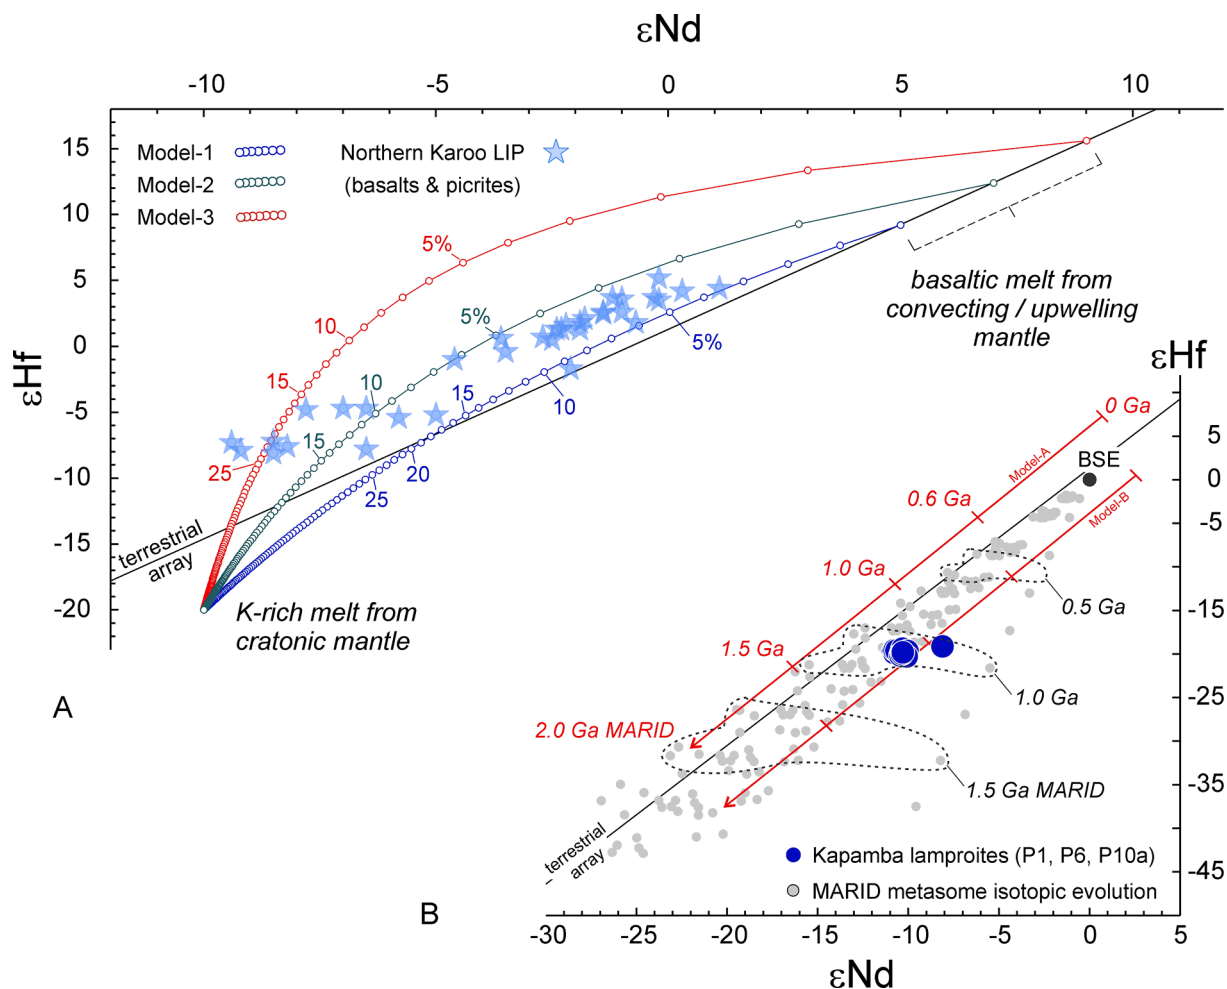 εNd
-10
-5
0
5
10
εHf
15
10
5
0
-5
-10
-15
-20
Model-1
Model-2
Model-3
Northern Karoo LIP
(basalts & picrites)
5%
10
15
25
5%
10
15
5%
10
15
20
25
basaltic melt from
convecting / upwelling
mantle
terrestrial
array
K-rich melt from
cratonic mantle
A
εHf
5
0
-5
-15
-25
-35
-45
0 Ga
Model-A
BSE
0.6 Ga
Model-B
1.0 Ga
0.5 Ga
1.5 Ga
1.0 Ga
2.0 Ga MARID
1.5 Ga MARID
terrestrial
array
Kapamba lamproites (P1, P6, P10a)
MARID metasome isotopic evolution
B
-30
-25
-20
-15
-10
-5
0
5
εNd